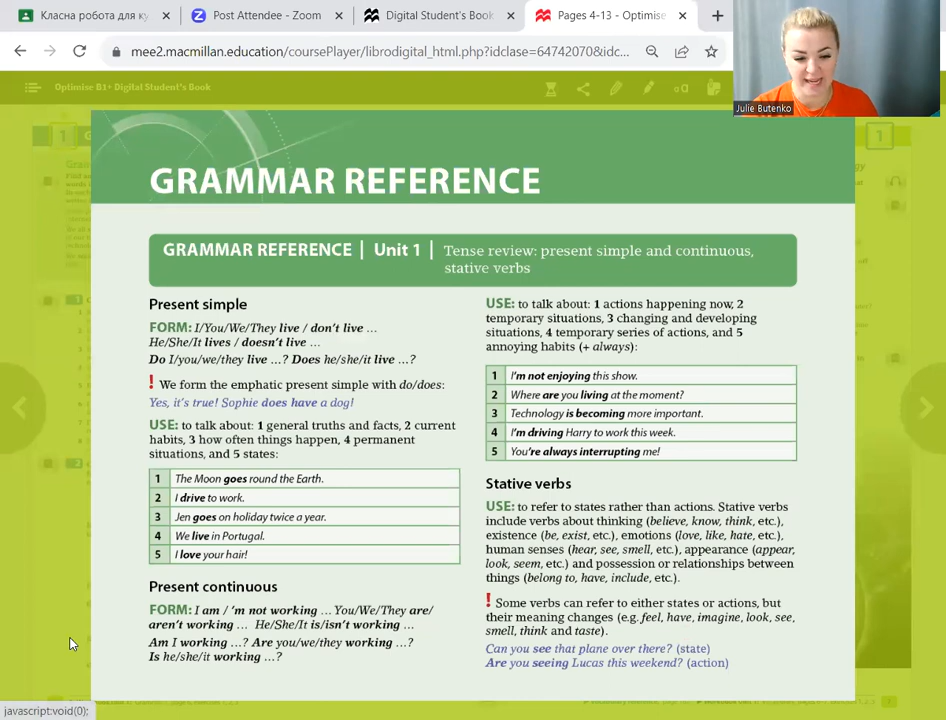 Класна робота для ку
Post Attendee - Zoom
Digital Student's Book
Pages 4-13 - Optimise
mee2.macmillan.education/coursePlayer/librodigital_html.php?idclase=64742070&idc...
Julie Butenko
Optimise B1+ Digital Student's Book
1
1
GRAMMAR REFERENCE
GRAMMAR REFERENCE | Unit 1 | Tense review: present simple and continuous,
stative verbs
Present simple
FORM: I/You/We/They live / don't live ...
He/She/It lives / doesn't live ...
Do I/you/we/they live ...? Does he/she/it live ...?
! We form the emphatic present simple with do/does:
Yes, it's true! Sophie does have a dog!
USE: to talk about: 1 general truths and facts, 2 current
habits, 3 how often things happen, 4 permanent
situations, and 5 states:
1 The Moon goes round the Earth.
2 I drive to work.
3 Jen goes on holiday twice a year.
4 We live in Portugal.
5 I love your hair!
Present continuous
FORM: I am / 'm not working ... You/We/They are/
aren't working ... He/She/It is/isn't working ...
Am I working ...? Are you/we/they working ...?
Is he/she/it working ...?
USE: to talk about: 1 actions happening now, 2
temporary situations, 3 changing and developing
situations, 4 temporary series of actions, and 5
annoying habits (+ always):
1 I'm not enjoying this show.
2 Where are you living at the moment?
3 Technology is becoming more important.
4 I'm driving Harry to work this week.
5 You're always interrupting me!
Stative verbs
USE: to refer to states rather than actions. Stative verbs
include verbs about thinking (believe, know, think, etc.),
existence (be, exist, etc.), emotions (love, like, hate, etc.),
human senses (hear, see, smell, etc.), appearance (appear,
look, seem, etc.) and possession or relationships between
things (belong to, have, include, etc.).
! Some verbs can refer to either states or actions, but
their meaning changes (e.g. feel, have, imagine, look, see,
smell, think and taste).
Can you see that plane over there? (state)
Are you seeing Lucas this weekend? (action)
javascript:void(0);